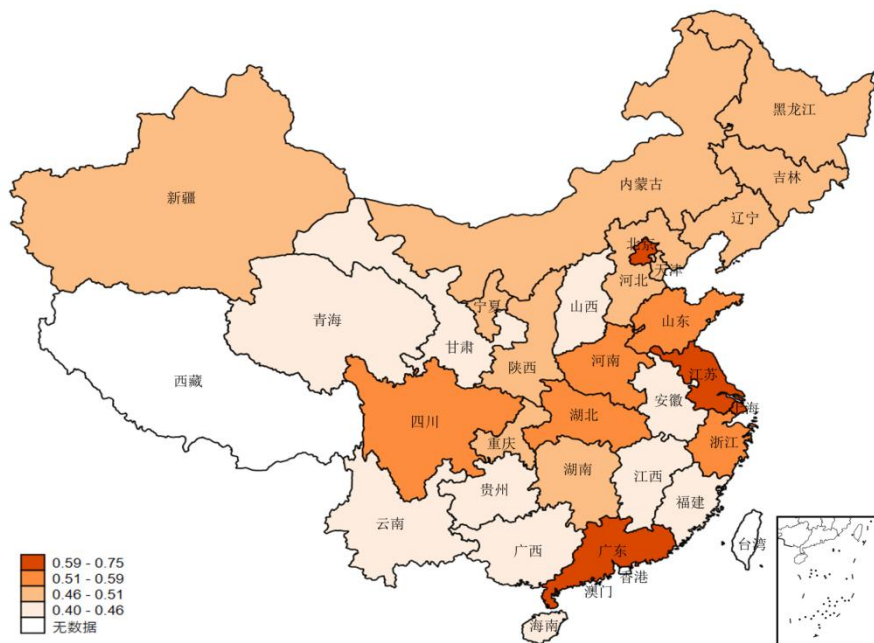 黑龙江
吉林
内蒙古
新疆
辽宁
北京
天津
河北
宁夏
山西
青海
山东
甘肃
陕西
河南
江苏
西藏
安徽
上海
四川
湖北
重庆
浙江
湖南
江西
贵州
福建
云南
广西
广东
台湾
香港
澳门
海南
0.59 - 0.75
0.51 - 0.59
0.46 - 0.51
0.40 - 0.46
无数据